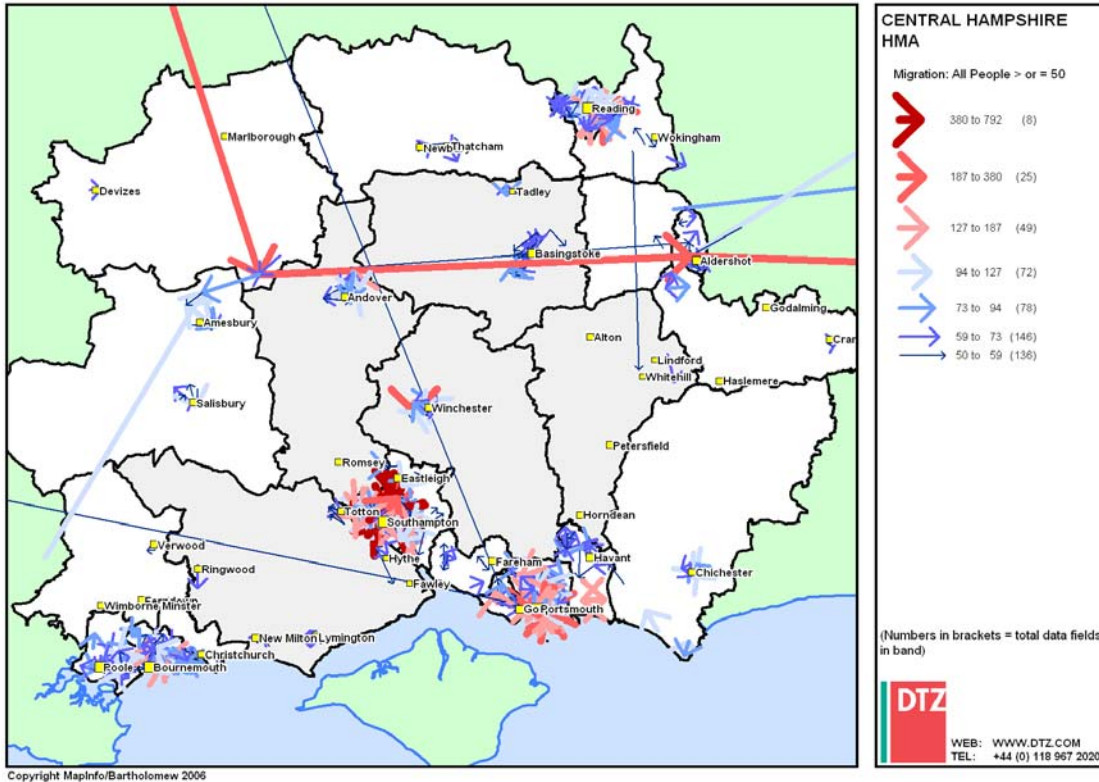 Marlborough
Reading
Wokingham
Newb
Thatcham
Devizes
Tadley
Basingstoke
Aldershot
Andover
Amesbury
Godalming
Cran
Alton
Lindford
Whitehill
Haslemere
Salisbury
Winchester
Petersfield
Romsey
Eastleigh
Totton
Southampton
Horndean
Verwood
Hythe
Fareham
Havant
Chichester
Ringwood
Fawley
Wimborne Minster
Go
Portsmouth
New Milton
Lymington
Christchurch
Poole
Bournemouth
CENTRAL HAMPSHIRE
HMA
Migration: All People > or = 50
380 to 792 (8)
187 to 380 (25)
127 to 187 (49)
94 to 127 (72)
73 to 94 (78)
59 to 73 (146)
50 to 59 (136)
(Numbers in brackets = total data fields
in band)
DTZ
WEB: WWW.DTZ.COM
TEL: +44 (0) 118 967 2020
Copyright MapInfo/Bartholomew 2006